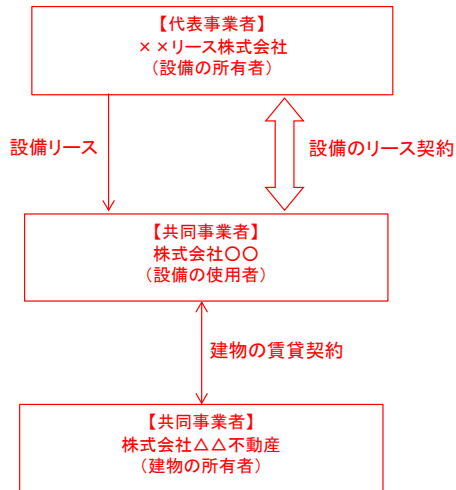 【代表事業者】
××リース株式会社
(設備の所有者)
設備リース
設備のリース契約
【共同事業者】
株式会社〇〇
(設備の使用者)
建物の賃貸契約
【共同事業者】
株式会社△△不動産
(建物の所有者)